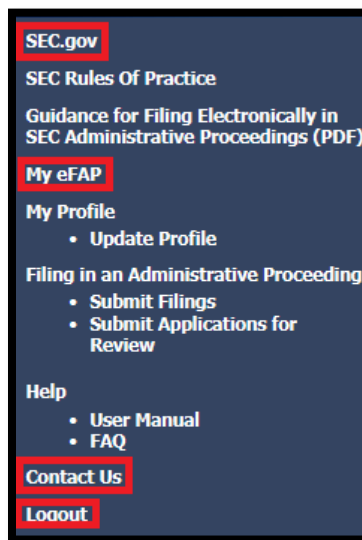 SEC.gov
SEC Rules Of Practice
Guidance for Filing Electronically in
SEC Administrative Proceedings (PDF)
My eFAP
My Profile
• Update Profile
Filing in an Administrative Proceeding
• Submit Filings
• Submit Applications for
Review
Help
• User Manual
• FAQ
Contact Us
Logout